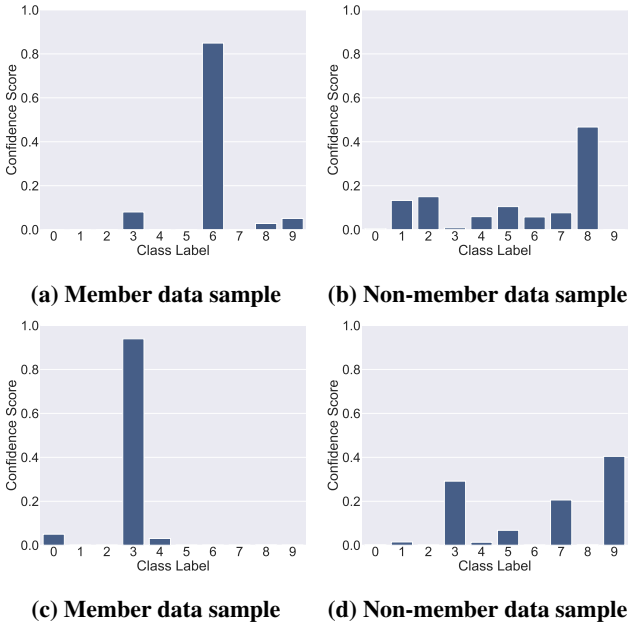 1.0
0.8
0.6
0.4
0.2
0.0
Confidence Score
0 1 2 3 4 5 6 7 8 9
Class Label
(a) Member data sample
1.0
0.8
0.6
0.4
0.2
0.0
Confidence Score
0 1 2 3 4 5 6 7 8 9
Class Label
(b) Non-member data sample
1.0
0.8
0.6
0.4
0.2
0.0
Confidence Score
0 1 2 3 4 5 6 7 8 9
Class Label
(c) Member data sample
1.0
0.8
0.6
0.4
0.2
0.0
Confidence Score
0 1 2 3 4 5 6 7 8 9
Class Label
(d) Non-member data sample